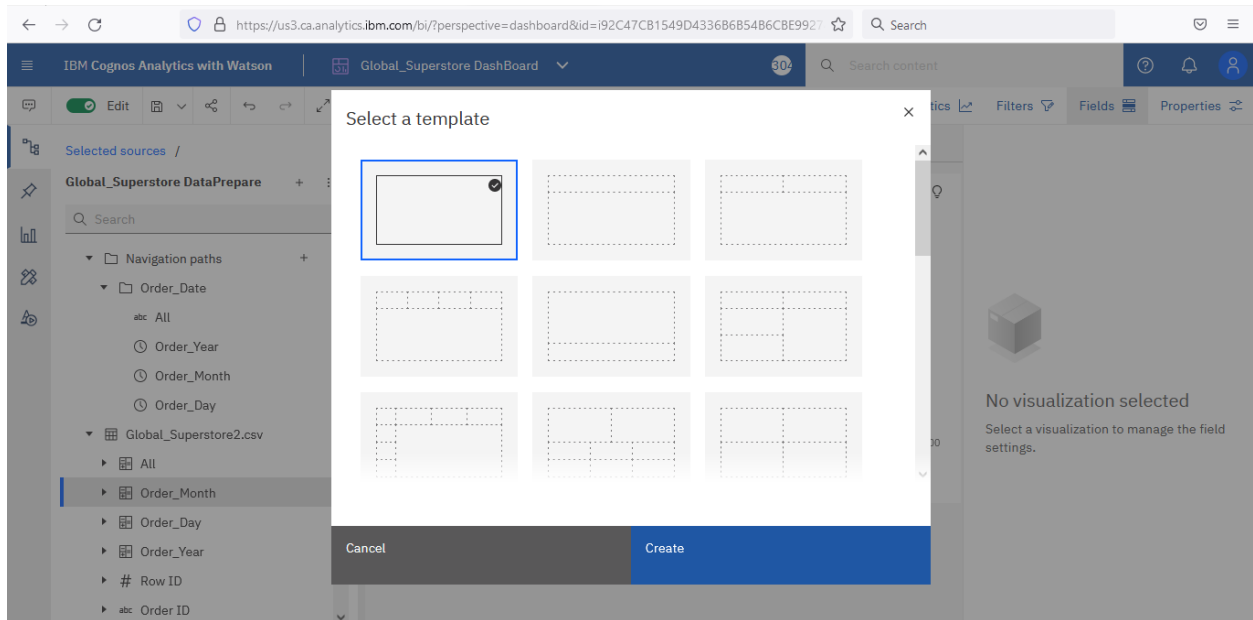 https://us3.ca.analytics.ibm.com/bi/?perspective=dashboard&id=i92C47CB1549D4336B6B54B6CBE9927
Search
IBM Cognos Analytics with Watson
Global_Superstore DashBoard
304
Search content
Edit
tics
Filters
Fields
Properties
Selected sources /
Global_Superstore DataPrepare
Search
Navigation paths
Order_Date
abc All
Order_Year
Order_Month
Order_Day
Global_Superstore2.csv
All
Order_Month
Order_Day
Order_Year
# Row ID
abc Order ID
Select a template
Cancel
Create
00
No visualization selected
Select a visualization to manage the field
settings.